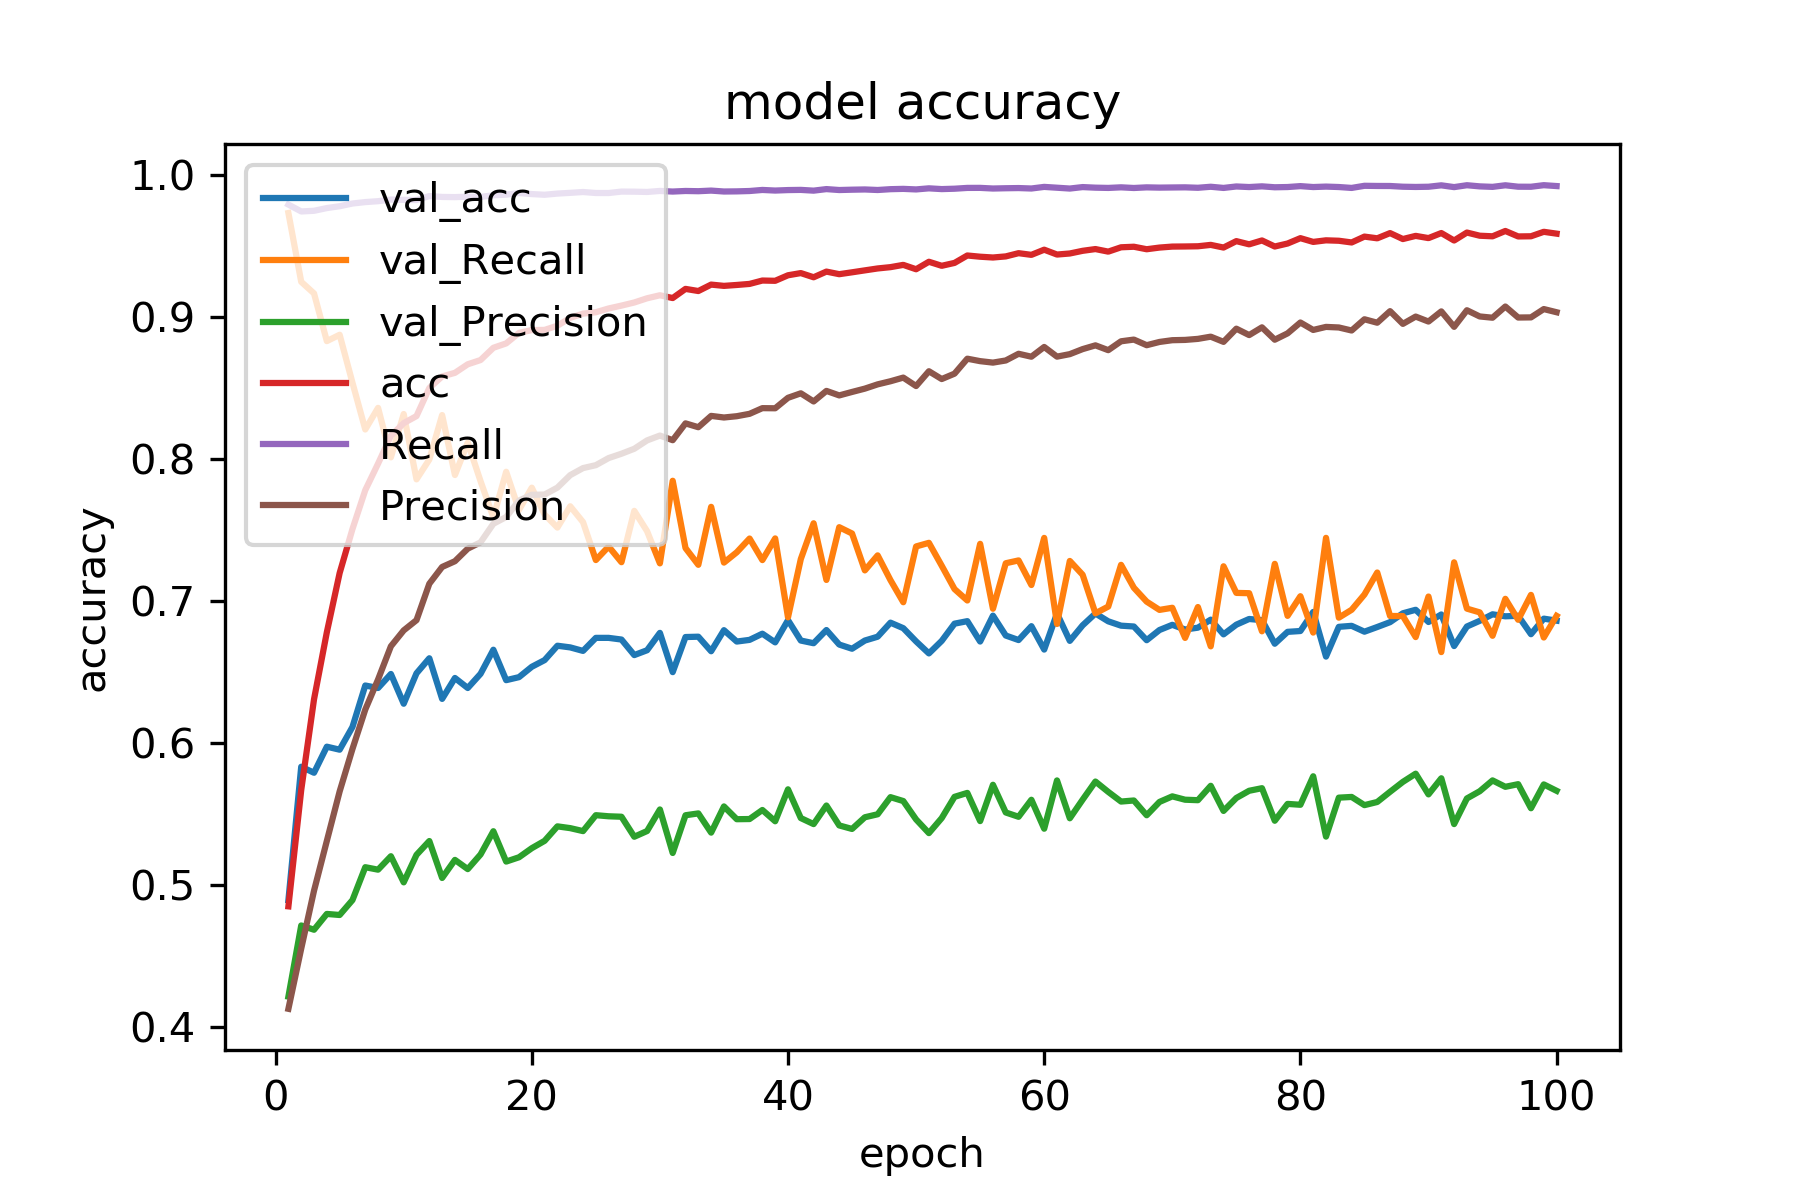 model accuracy
accuracy
1.0
0.9
0.8
0.7
0.6
0.5
0.4
val_acc
val_Recall
val_Precision
acc
Recall
Precision
0 20 40 60 80 100
epoch